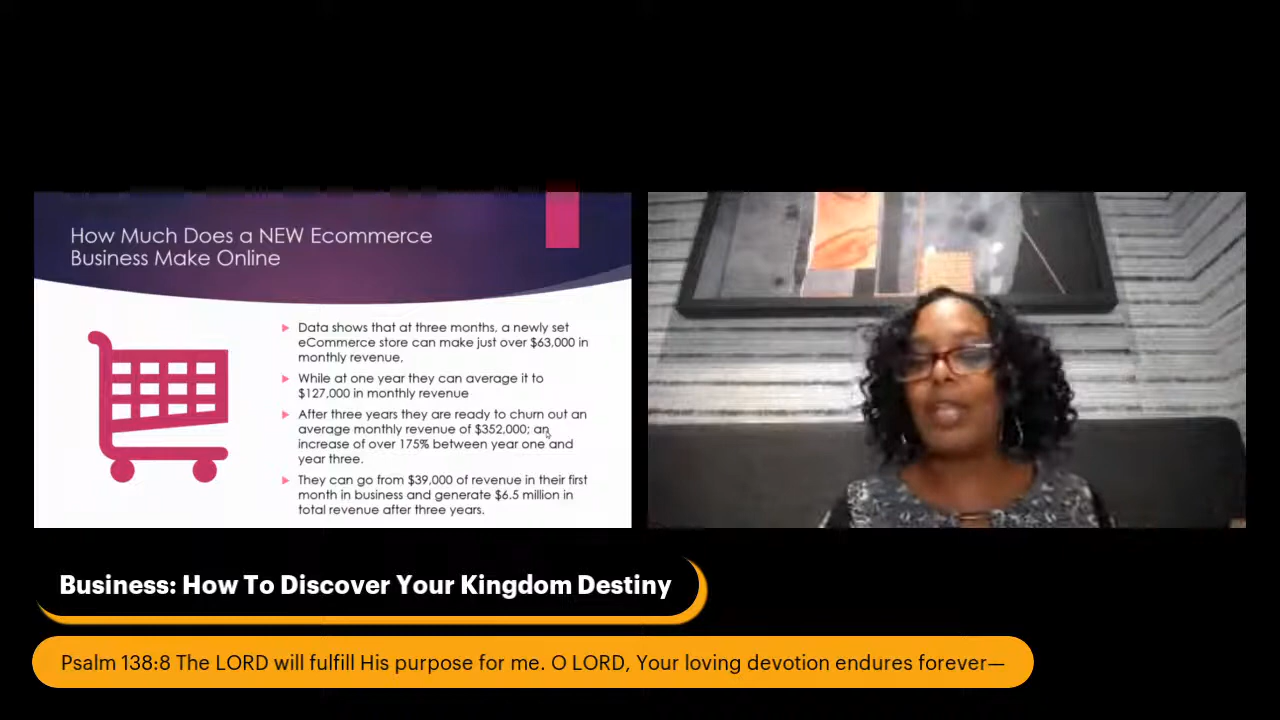 How Much Does a NEW Ecommerce
Business Make Online
Data shows that at three months, a newly set
eCommerce store can make just over $63,000 in
monthly revenue,
While at one year they can average it to
$127,000 in monthly revenue
After three years they are ready to churn out an
average monthly revenue of $352,000; an
increase of over 175% between year one and
year three.
They can go from $39,000 of revenue in their first
month in business and generate $6.5 million in
total revenue after three years.
Business: How To Discover Your Kingdom Destiny
Psalm 138:8 The LORD will fulfill His purpose for me. O LORD, Your loving devotion endures forever—